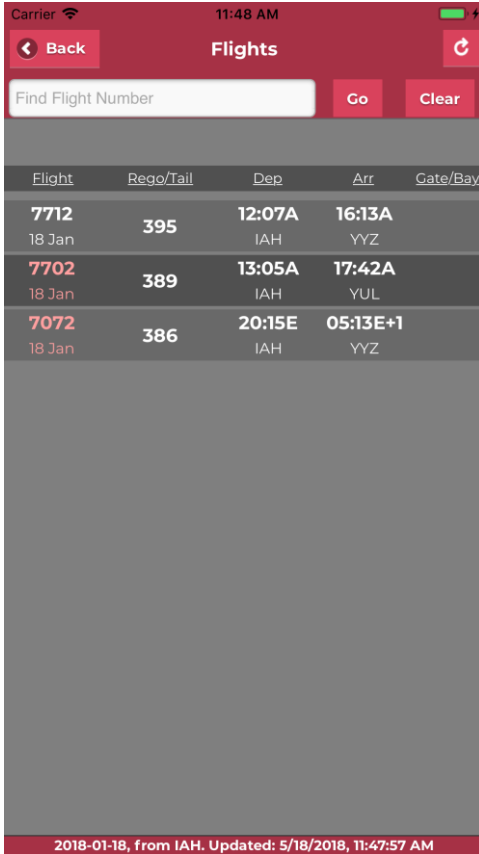 Carrier 11:48 AM
Back Flights
Find Flight Number Go Clear
Flight Rego/Tail Dep Arr Gate/Bay
7712 395 12:07A 16:13A
18 Jan IAH YYZ
7702 389 13:05A 17:42A
18 Jan IAH YUL
7072 386 20:15E 05:13E+1
18 Jan IAH YYZ
2018-01-18, from IAH. Updated: 5/18/2018, 11:47:57 AM